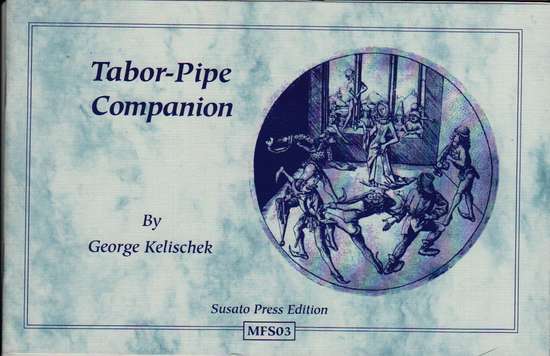 Tabor-Pipe
Companion
By
George Kelischek
Susato Press Edition
MFS03